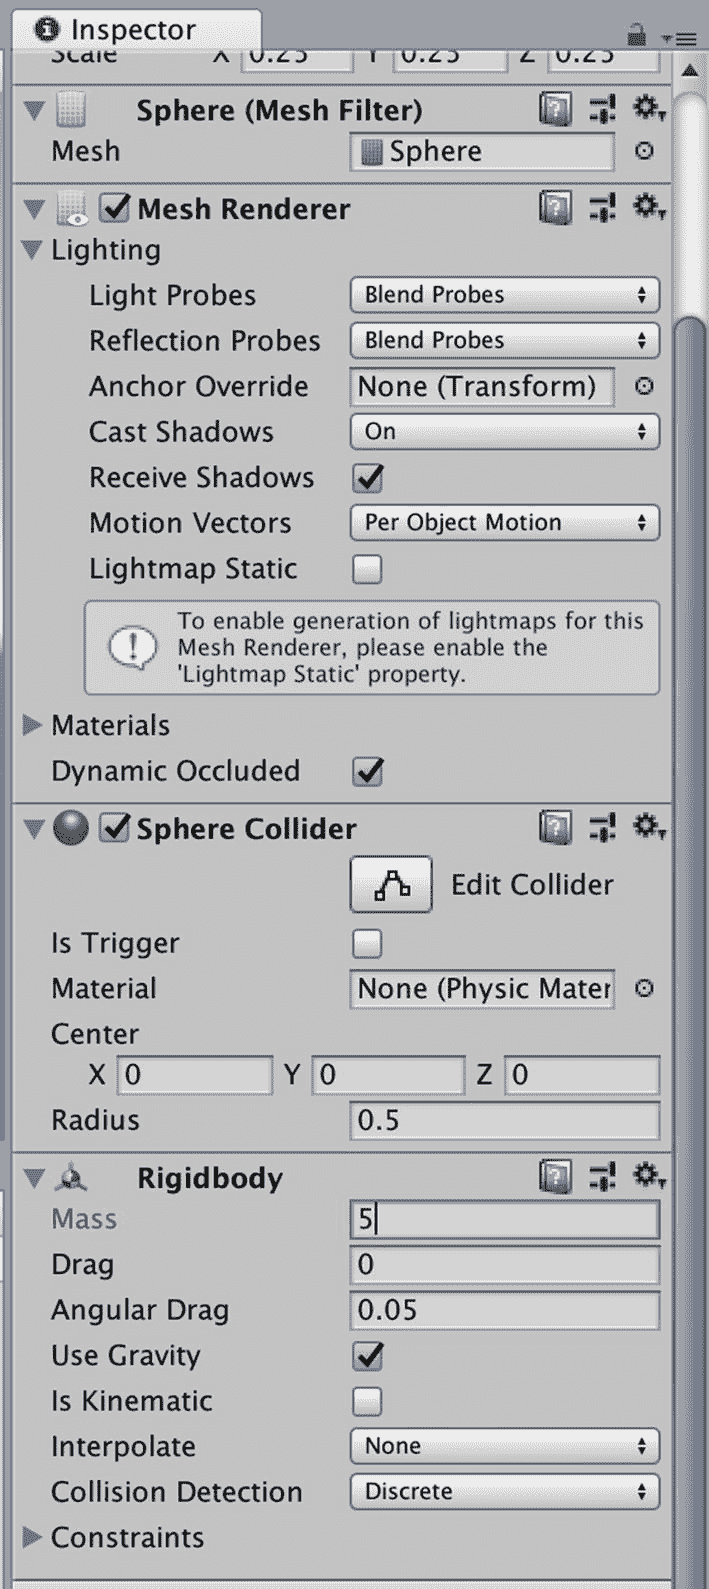 Inspector
Scale X 0.25 Y 0.25 Z 0.25
Sphere (Mesh Filter)
Mesh Sphere
Mesh Renderer
Lighting
Light Probes Blend Probes
Reflection Probes Blend Probes
Anchor Override None (Transform)
Cast Shadows On
Receive Shadows
Motion Vectors Per Object Motion
Lightmap Static
To enable generation of lightmaps for this
Mesh Renderer, please enable the
'Lightmap Static' property.
Materials
Dynamic Occluded
Sphere Collider
Edit Collider
Is Trigger
Material None (Physic Mater
Center
X 0 Y 0 Z 0
Radius 0.5
Rigidbody
Mass 5
Drag 0
Angular Drag 0.05
Use Gravity
Is Kinematic
Interpolate None
Collision Detection Discrete
Constraints